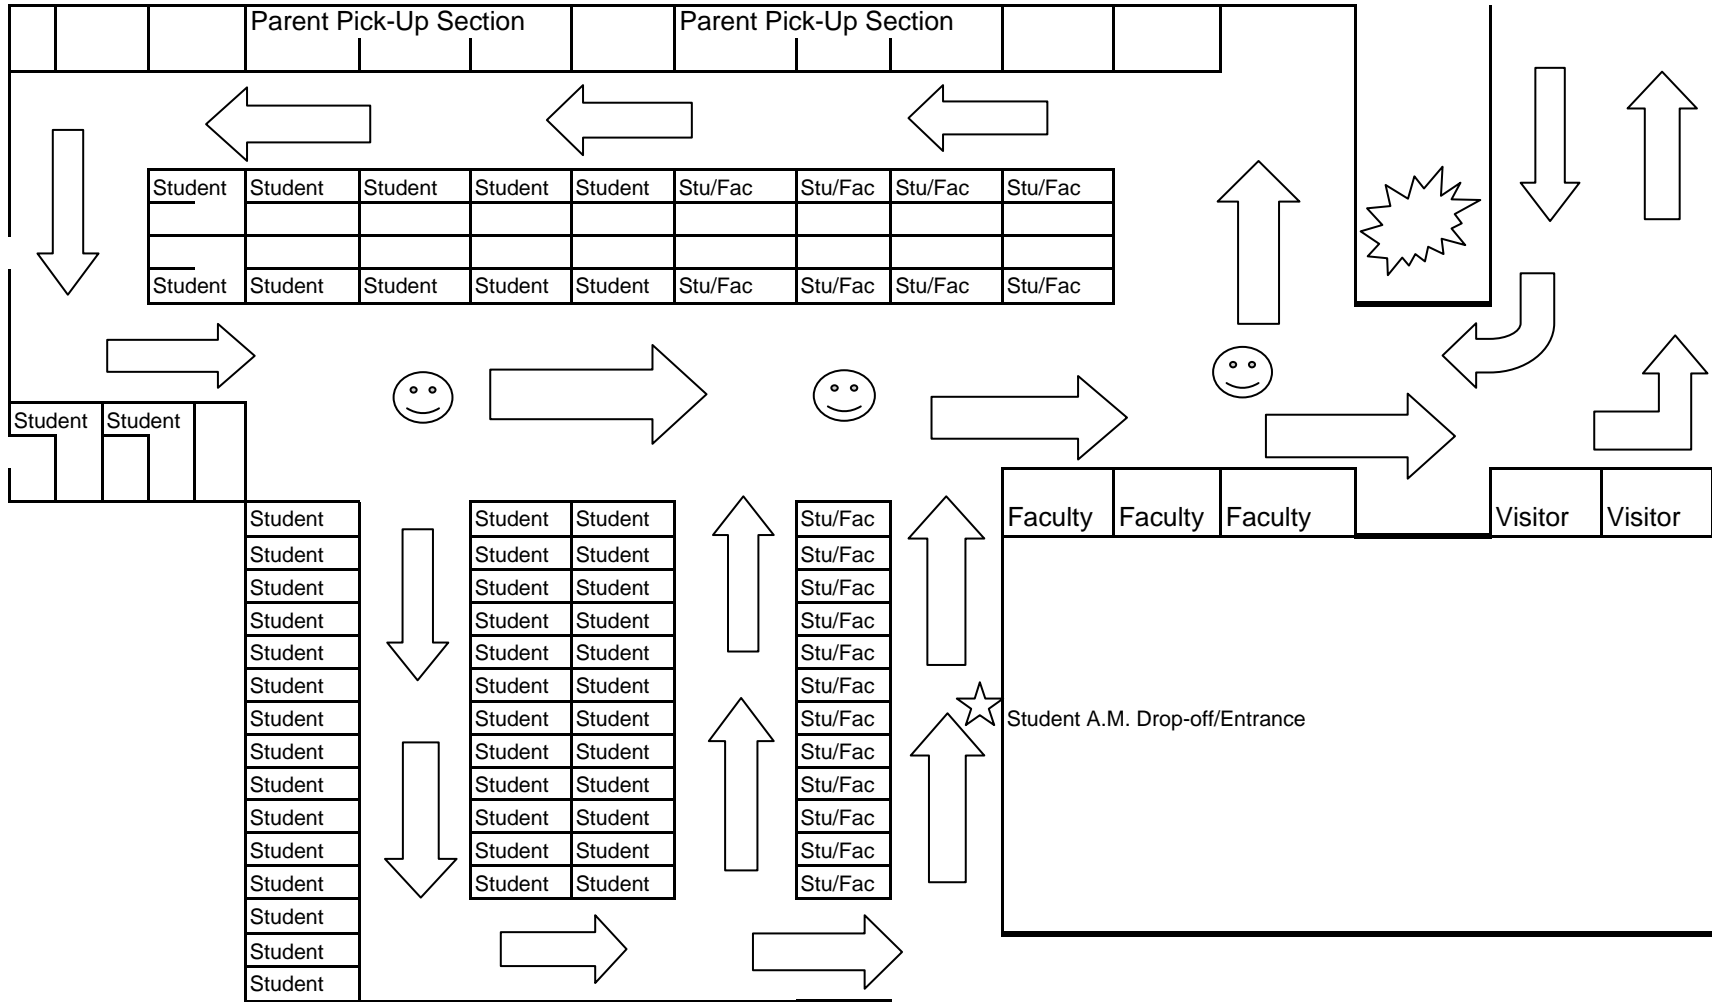 Parent Pick-Up Section Parent Pick-Up Section
Student Student Student Student Student Stu/Fac Stu/Fac Stu/Fac Stu/Fac
Student Student Student Student Student Stu/Fac Stu/Fac Stu/Fac Stu/Fac
Student Student
Faculty Faculty Faculty Visitor Visitor
Student Student Student Stu/Fac
Student Student Student Stu/Fac
Student Student Student Stu/Fac
Student Student Student Stu/Fac
Student Student Student Stu/Fac
Student Student Student Stu/Fac
Student Student Student Stu/Fac
Student A.M. Drop-off/Entrance
Student Student Student Stu/Fac
Student Student Student Stu/Fac
Student Student Student Stu/Fac
Student Student Student Stu/Fac
Student Student Student Stu/Fac
Student
Student
Student